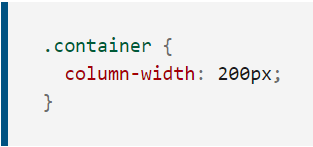 .container {
  column-width: 200px;
}